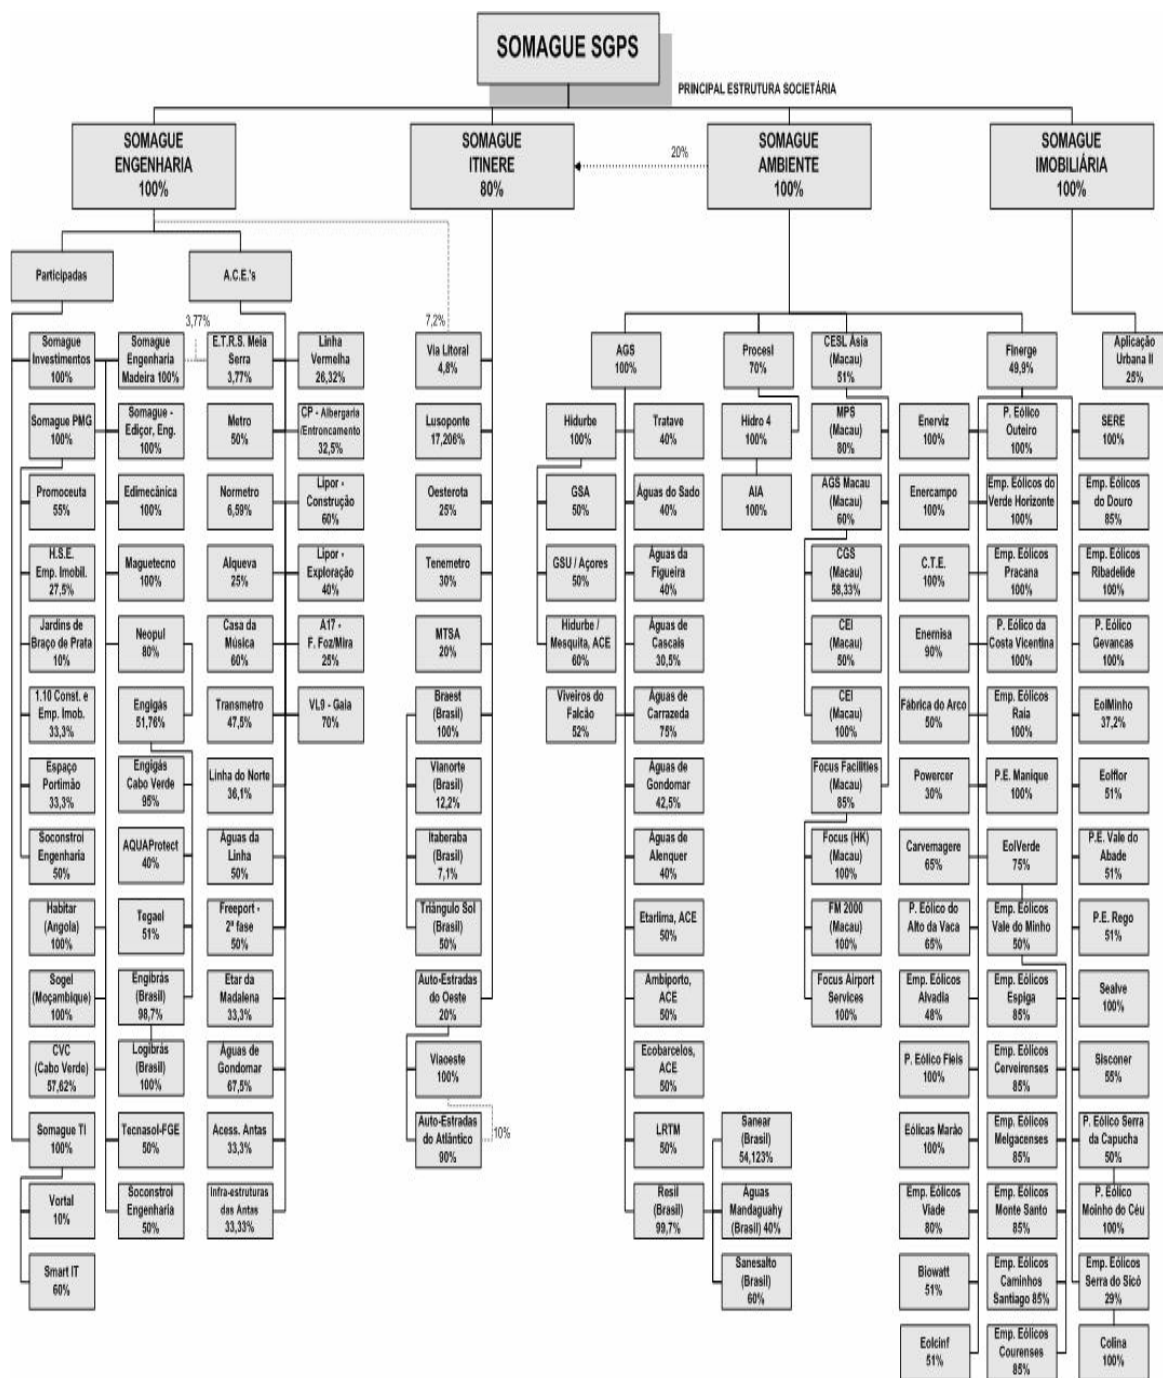 SOMAGUE SGPS
PRINCIPAL ESTRUTURA SOCIETÁRIA
SOMAGUE
ENGENHARIA
100%
SOMAGUE
ITINERE
80%
20%
SOMAGUE
AMBIENTE
100%
SOMAGUE
IMOBILIÁRIA
100%
Participadas
A.C.E.'s
3,77%
7,2%
Somague
Investimentos
100%
Somague PMG
100%
Promoceuta
55%
H.S.E.
Emp. Imobil.
27,5%
Jardins de
Braço de Prata
10%
1.10 Const. e
Emp. Imob.
33,3%
Espaço
Portimão
33,3%
Soconstroi
Engenharia
50%
Habitar
(Angola)
100%
Sogel
(Moçambique)
100%
CVC
(Cabo Verde)
57,62%
Somague TI
100%
Vortal
10%
Smart IT
60%
Somague
Engenharia
Madeira 100%
Somague -
Ediçor, Eng.
100%
Edimecânica
100%
Maguetecno
100%
Neopul
80%
Engigás
51,76%
Engigás
Cabo Verde
95%
AQUAProtect
40%
Tegael
51%
Engibrás
(Brasil)
98,7%
Logibrás
(Brasil)
100%
Tecnasol-FGE
50%
Soconstroi
Engenharia
50%
E.T.R.S. Meia
Serra
3,77%
Metro
50%
Normetro
6,59%
Alqueva
25%
Casa da
Música
60%
Transmetro
47,5%
Linha do Norte
36,1%
Águas da
Linha
50%
Freeport -
2ª fase
50%
Etar da
Madalena
33,3%
Águas de
Gondomar
67,5%
Acess. Antas
33,3%
Infra-estruturas
das Antas
33,33%
Linha
Vermelha
26,32%
CP - Albergaria
/Entroncamento
32,5%
Lipor -
Construção
60%
Lipor -
Exploração
40%
A17 -
F. Foz/Mira
25%
VL9 - Gaia
70%
Via Litoral
4,8%
Lusoponte
17,206%
Oesterota
25%
Tenemetro
30%
MTSA
20%
Braest
(Brasil)
100%
Vianorte
(Brasil)
12,2%
Itaberaba
(Brasil)
7,1%
Triângulo Sol
(Brasil)
50%
Auto-Estradas
do Oeste
20%
Viaoeste
100%
Auto-Estradas
do Atlântico
90%
10%
AGS
100%
Hidurbe
100%
GSA
50%
GSU / Açores
50%
Hidurbe /
Mesquita, ACE
60%
Viveiros do
Falcão
52%
Tratave
40%
Águas do Sado
40%
Águas da
Figueira
40%
Águas de
Cascais
30,5%
Águas de
Carrazeda
75%
Águas de
Gondomar
42,5%
Águas de
Alenquer
40%
Etarlima, ACE
50%
Ambiporto,
ACE
50%
Ecobarcelos,
ACE
50%
LRTM
50%
Resil
(Brasil)
99,7%
Sanear
(Brasil)
54,123%
Águas
Mandaguahy
(Brasil) 40%
Sanesalto
(Brasil)
60%
Procesl
70%
Hidro 4
100%
AIA
100%
CESL Ásia
(Macau)
51%
MPS
(Macau)
80%
AGS Macau
(Macau)
60%
CGS
(Macau)
58,33%
CEI
(Macau)
50%
CEI
(Macau)
100%
Focus Facilities
(Macau)
85%
Focus (HK)
(Macau)
100%
FM 2000
(Macau)
100%
Focus Airport
Services
100%
Finerge
49,9%
Enerviz
100%
Enercampo
100%
C.T.E.
100%
Enernisa
90%
Fábrica do Arco
50%
Powercer
30%
Carvemagere
65%
P. Eólico do
Alto da Vaca
65%
Emp. Eólicos
Alvadia
48%
P. Eólico Fleis
100%
Eólicas Marão
100%
Emp. Eólicos
Viade
80%
Biowatt
51%
Eolcinf
51%
P. Eólico
Outeiro
100%
Emp. Eólicos do
Verde Horizonte
100%
Emp. Eólicos
Pracana
100%
P. Eólico da
Costa Vicentina
100%
Emp. Eólicos
Raia
100%
P.E. Manique
100%
EolVerde
75%
Emp. Eólicos
Vale do Minho
50%
Emp. Eólicos
Espiga
85%
Emp. Eólicos
Cerveirenses
85%
Emp. Eólicos
Melgacenses
85%
Emp. Eólicos
Monte Santo
85%
Emp. Eólicos
Caminhos
Santiago 85%
Emp. Eólicos
Courenses
85%
SERE
100%
Emp. Eólicos
do Douro
85%
Emp. Eólicos
Ribadelide
100%
P. Eólico
Gevancas
100%
EolMinho
37,2%
Eolflor
51%
P.E. Vale do
Abade
51%
P.E. Rego
51%
Sealve
100%
Sisconer
55%
P. Eólico Serra
da Capucha
50%
P. Eólico
Moinho do Céu
100%
Emp. Eólicos
Serra do Sicó
29%
Colina
100%
Aplicação
Urbana II
25%